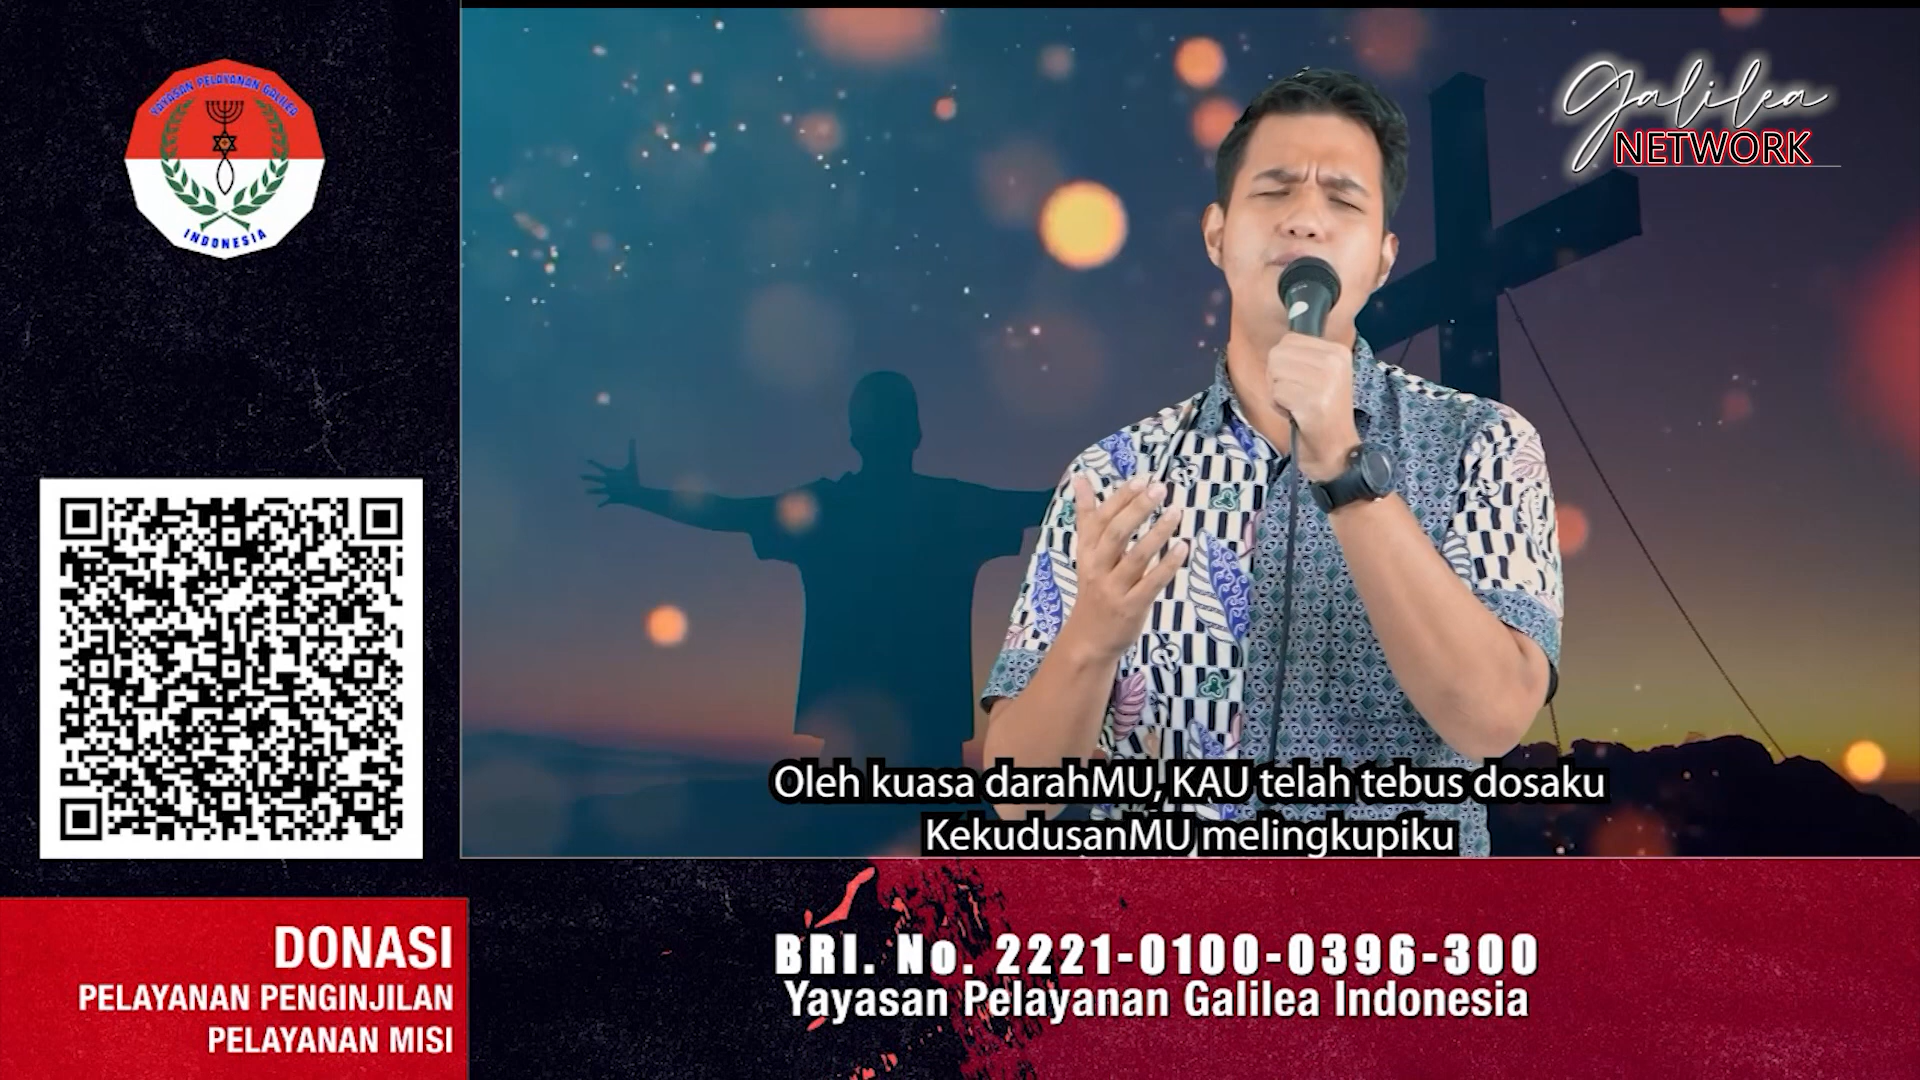 YAYASAN PELAYANAN GALILEA
INDONESIA
Galilea
NETWORK
Oleh kuasa darahMU, KAU telah tebus dosaku
KekudusanMU melingkupiku
DONASI
PELAYANAN PENGINJILAN
PELAYANAN MISI
BRI. No. 2221-0100-0396-300
Yayasan Pelayanan Galilea Indonesia